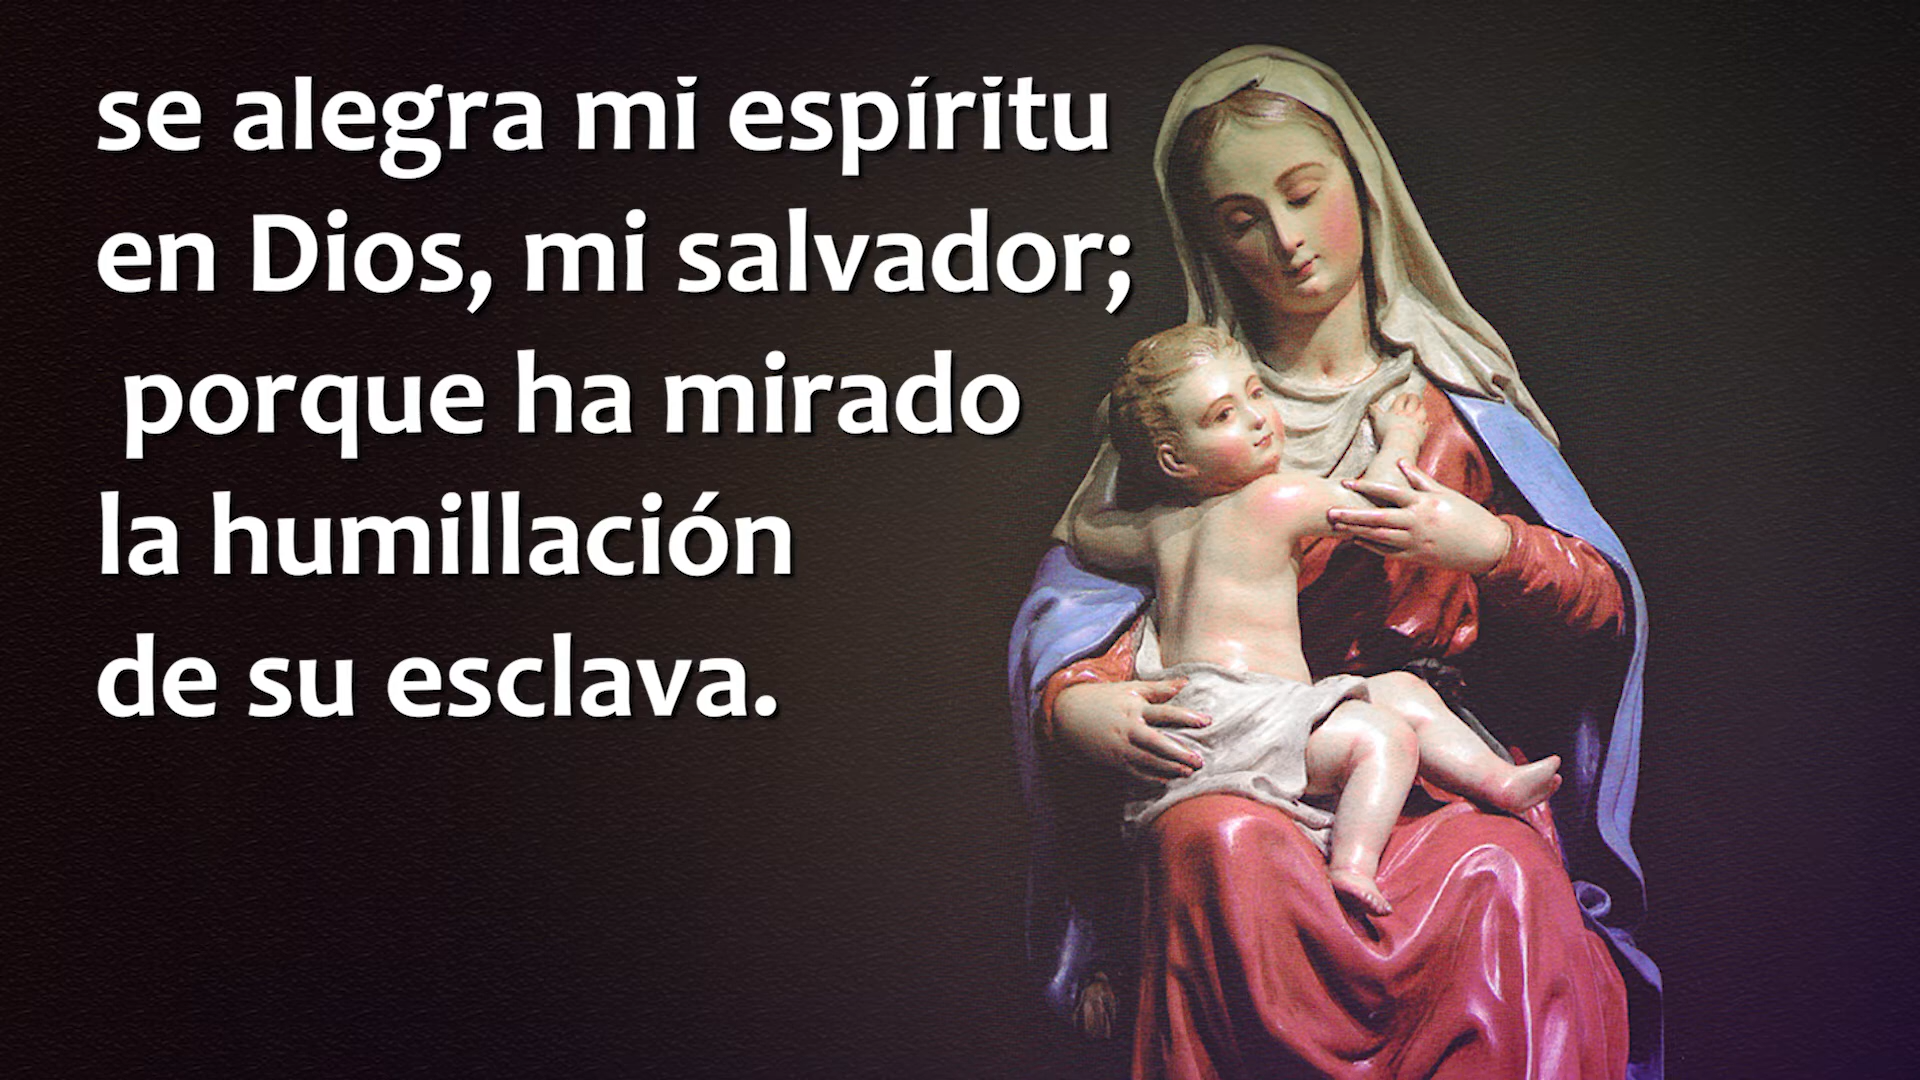 se alegra mi espíritu
en Dios, mi salvador;
porque ha mirado
la humillación
de su esclava.